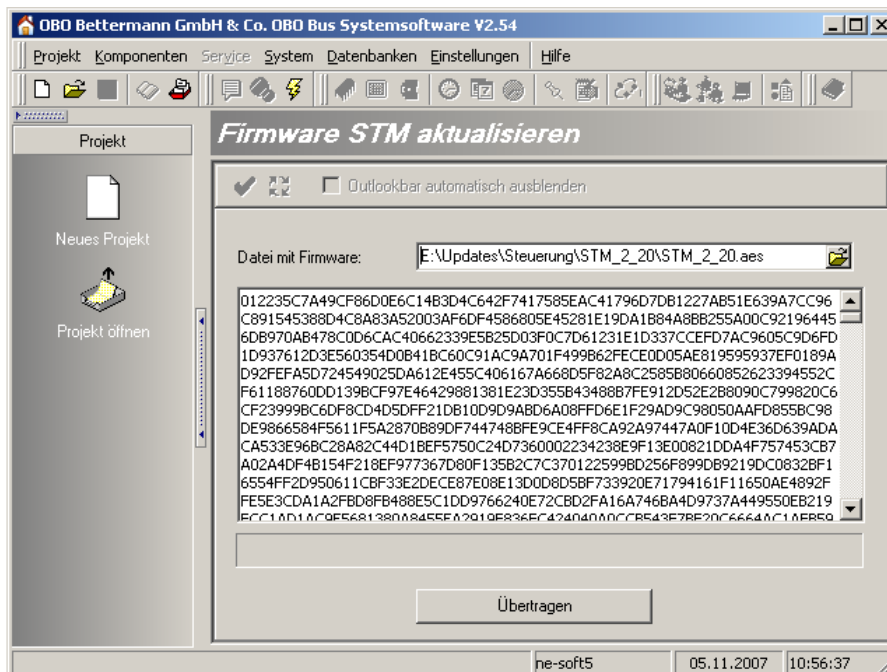 OBO Bettermann GmbH & Co. OBO Bus Systemsoftware V2.54
Projekt Komponenten Service System Datenbanken Einstellungen Hilfe
Projekt
Firmware STM aktualisieren
Outlookbar automatisch ausblenden
Neues Projekt
Datei mit Firmware: E:\Updates\Steuerung\STM_2_20\STM_2_20.aes
Projekt öffnen
012235C7A49CF86D0E6C14B3D4C642F7417585EAC41796D7DB1227AB51E639A7CC96
C891545388D4C8A83A52003AF6DF4586805E45281E19DA1B84A8BB255A00C92196445
6DB970AB478C0D6CAC40662339E5B25D03F0C7D61231E1D337CCEFD7AC9605C9D6FD
1D937612D3E560354D0B41BC60C91AC9A701F499B62FECE0D05AE819595937EF0189A
D92FEFA5D724549025DA612E455C406167A668D5F82A8C2585B80660852623394552C
F61188760DD139BCF97E46429881381E23D355B43488B7FE912D52E2B8090C799820C6
CF23999BC6DF8CD4D5DFF21DB10D9D9ABD6A08FFD6E1F29AD9C98050AAFD855BC98
DE9866584F5611F5A2870B89DF744748BFE9CE4FF8CA92A97447A0F10D4E36D639ADA
CA533E96BC28A82C44D1BEF5750C24D7360002234238E9F13E00821DDA4F757453CB7
A02A4DF4B154F218EF977367D80F135B2C7C370122599BD256F899DB9219DC0832BF1
6554FF2D950611CBF33E2DECE87E08E13D0D8D5BF733920E71794161F11650AE4892F
FE5E3CDA1A2FBD8FB488E5C1DD9766240E72CBD2FA16A746BA4D9737A449550EB219
Übertragen
ne-soft5 05.11.2007 10:56:37